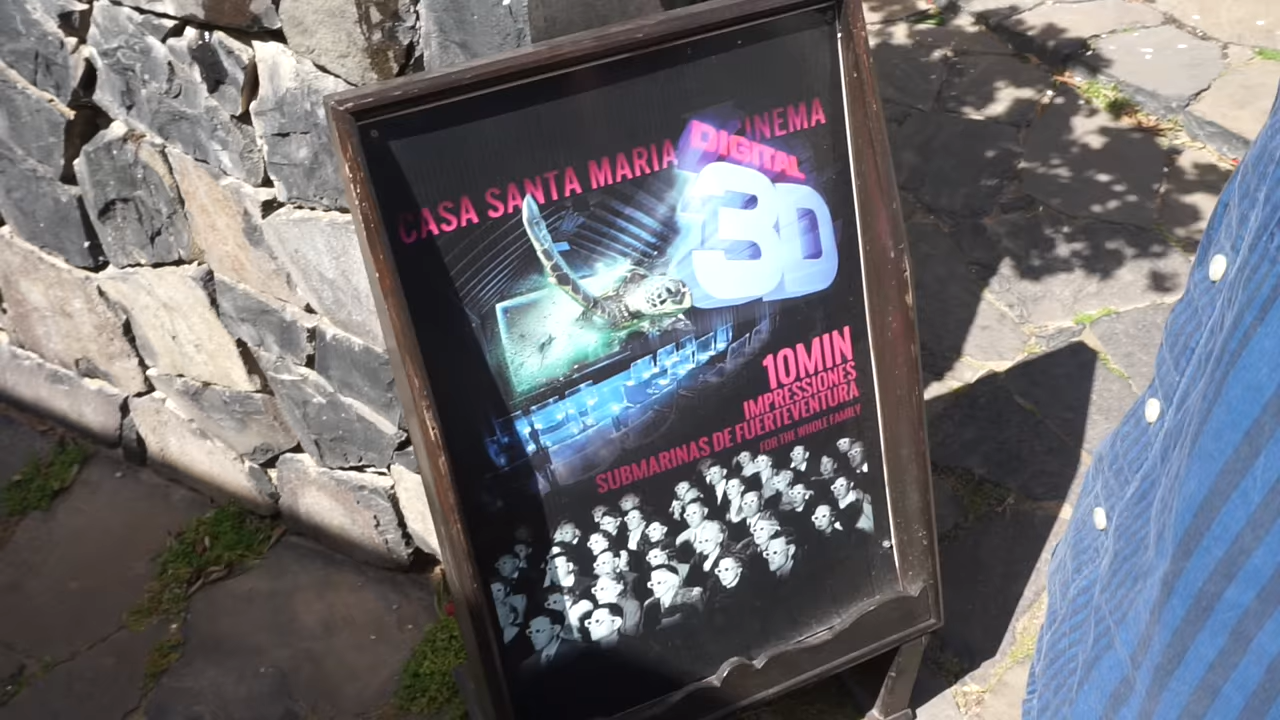 CASA SANTA MARIA CINEMA
DIGITAL
3D
10MIN
IMPRESSIONES
SUBMARINAS DE FUERTEVENTURA
FOR THE WHOLE FAMILY